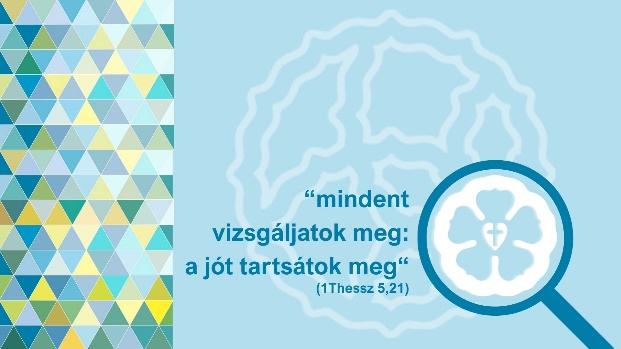 “mindent
vizsgáljatok meg:
a jót tartsátok meg“
(1Thessz 5,21)